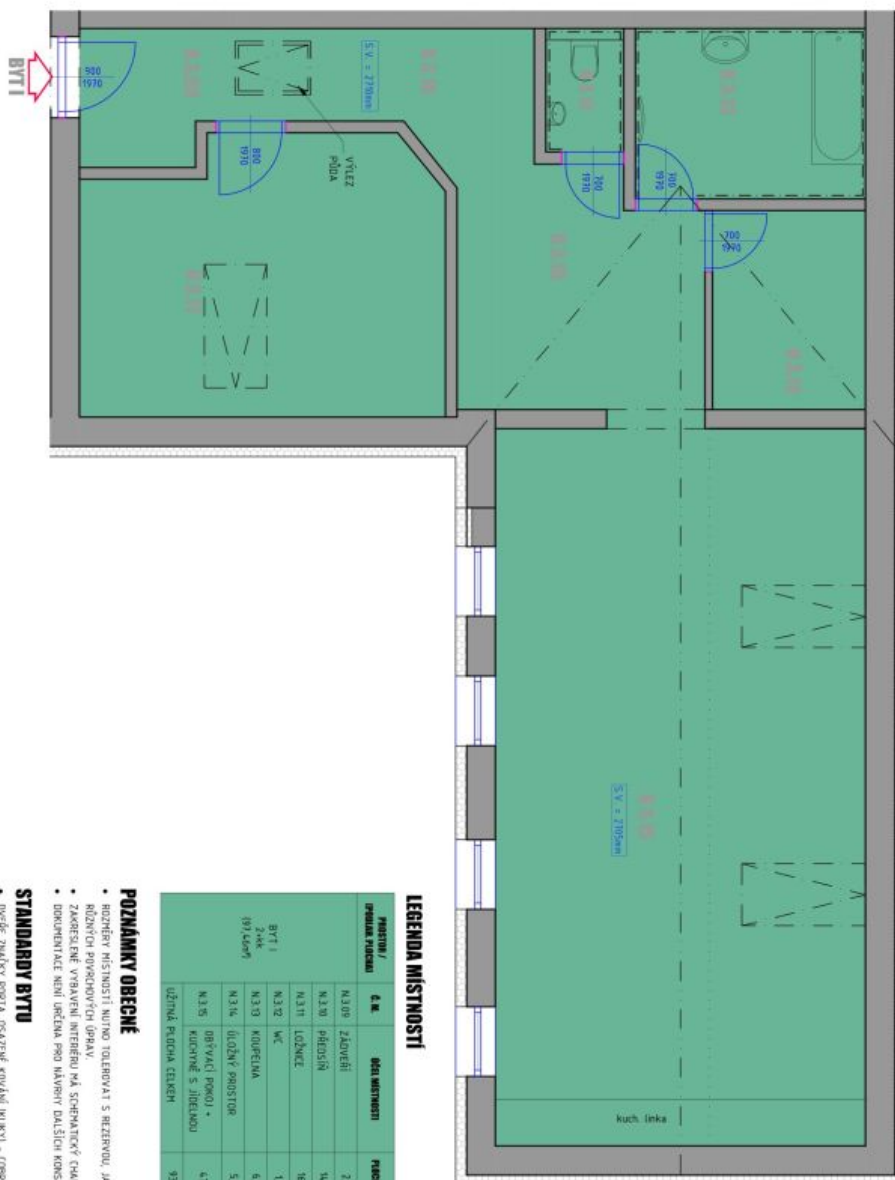 BYT I
900
1970
S.V. = 2710mm
VÝLEZ
PŮDA
800
1970
700
1970
700
1970
700
1970
S.V. = 2705mm
kuch. linka
LEGENDA MÍSTNOSTÍ
PROSTOR /
(PODLAH. PLOCHA)
Č.M.
ÚČEL MÍSTNOSTI
BYT I
2+kk
(97,46m²)
N.3.09 ZÁDVEŘÍ
N.3.10 PŘEDSÍŇ
N.3.11 LOŽNICE
N.3.12 WC
N.3.13 KOUPELNA
N.3.14 ÚLOŽNÝ PROSTOR
N.3.15 OBÝVACÍ POKOJ +
KUCHYNĚ S JÍDELNOU
UŽITNÁ PLOCHA CELKEM
POZNÁMKY OBECNÉ
• ROZMĚRY MÍSTNOSTÍ NUTNO TOLEROVAT S REZERVOU,
RŮZNÝCH POVRCHOVÝCH ÚPRAV.
• ZAKRESLENÉ VYBAVENÍ INTERIÉRU MÁ SCHEMATICKÝ
• DOKUMENTACE NENÍ URČENA PRO NÁVRHY DALŠÍCH
STANDARDY BYTU